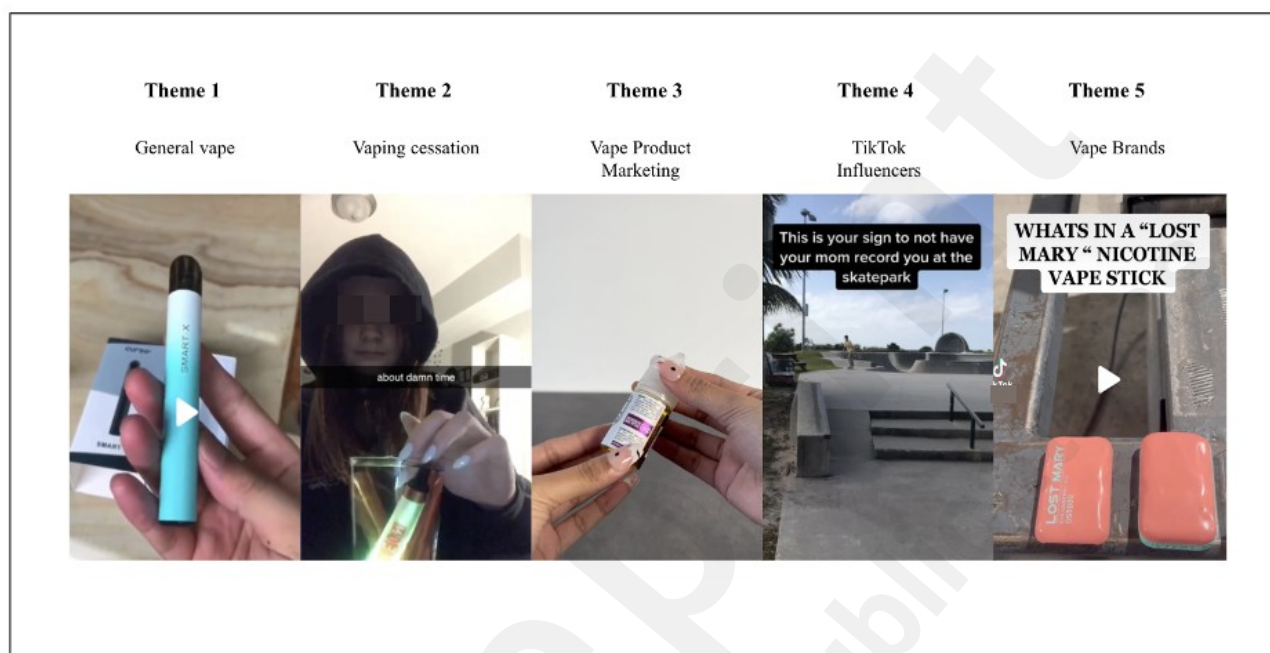 Theme 1
Theme 2
Theme 3
Theme 4
Theme 5
General vape
Vaping cessation
Vape Product
Marketing
TikTok
Influencers
Vape Brands
SMART X
about damn time
This is your sign to not have
your mom record you at the
skatepark
WHATS IN A “LOST
MARY “ NICOTINE
VAPE STICK
LOST MARY